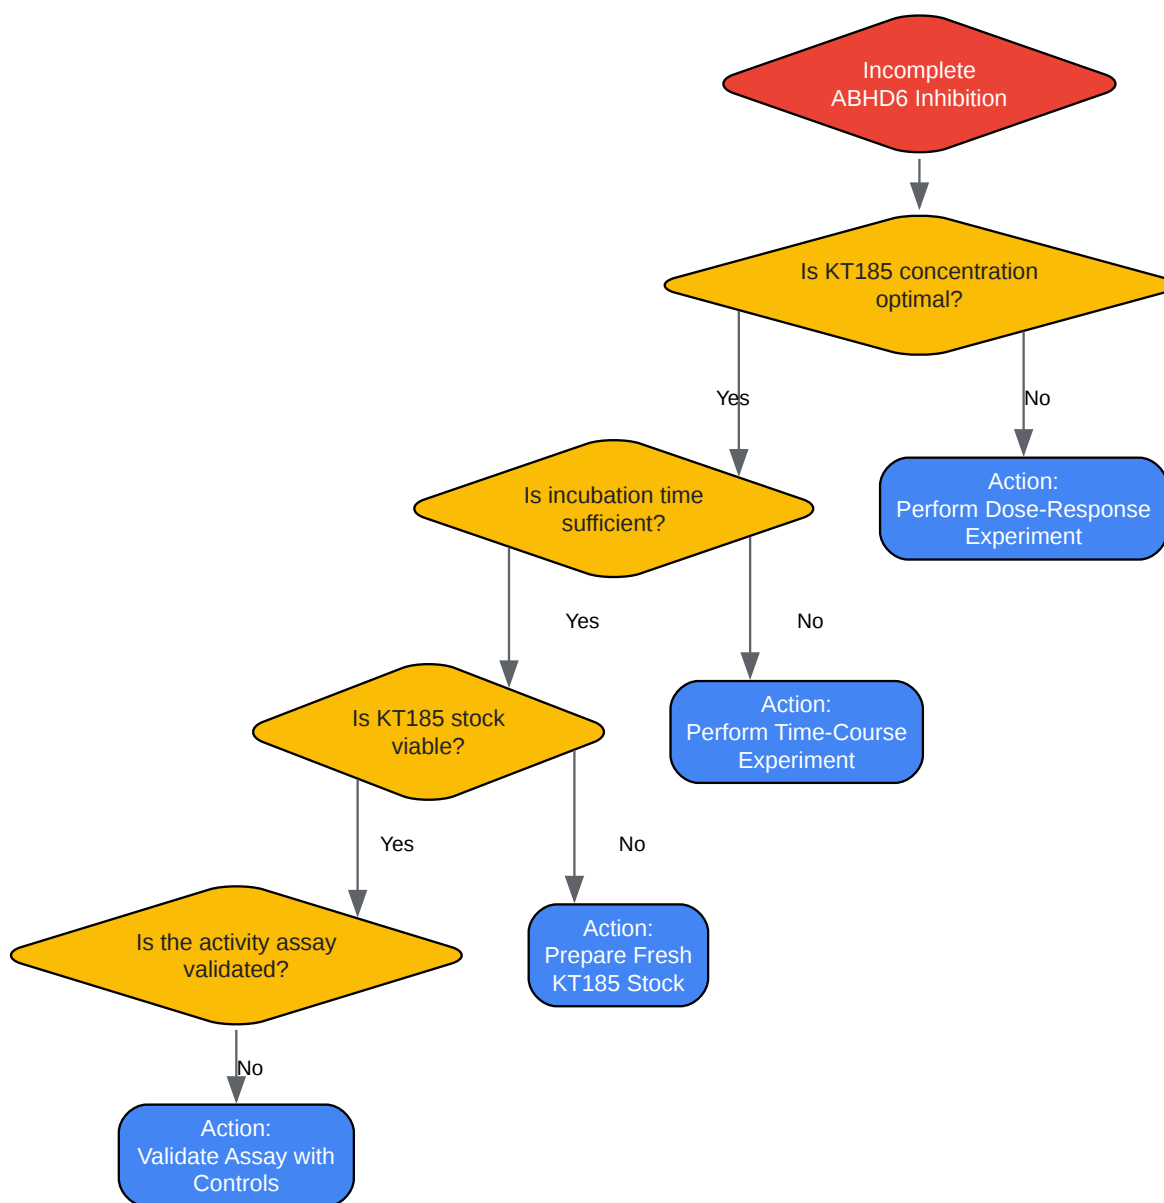 Incomplete
ABHD6 Inhibition
Is KT185 concentration
optimal?
Yes
No
Is incubation time
sufficient?
Action:
Perform Dose-Response
Experiment
Yes
No
Is KT185 stock
viable?
Action:
Perform Time-Course
Experiment
Yes
No
Is the activity assay
validated?
Action:
Prepare Fresh
KT185 Stock
No
Action:
Validate Assay with
Controls